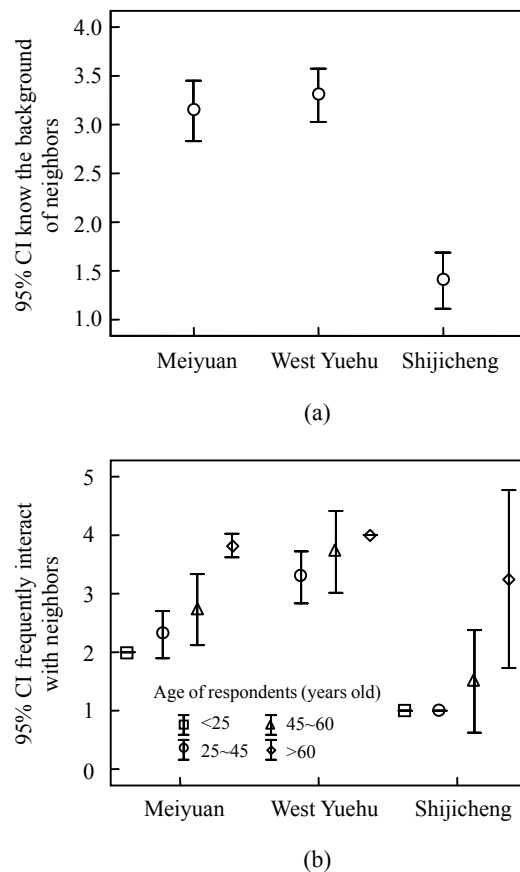 4.0
3.5
3.0
2.5
2.0
1.5
1.0
95% CI know the background
of neighbors
Meiyuan West Yuehu Shijicheng
(a)
5
4
3
2
1
0
95% CI frequently interact
with neighbors
Age of respondents (years old)
<25 45~60
25~45 >60
Meiyuan West Yuehu Shijicheng
(b)